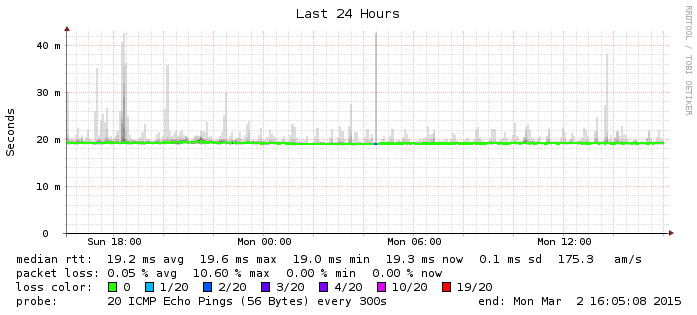 Last 24 Hours
RRDTOOL / TOBI OETIKER
Seconds
40 m
30 m
20 m
10 m
0
Sun 18:00 Mon 00:00 Mon 06:00 Mon 12:00
median rtt: 19.2 ms avg 19.6 ms max 19.0 ms min 19.3 ms now 0.1 ms sd 175.3 am/s
packet loss: 0.05 % avg 10.60 % max 0.00 % min 0.00 % now
loss color: 0 1/20 2/20 3/20 4/20 10/20 19/20
probe: 20 ICMP Echo Pings (56 Bytes) every 300s end: Mon Mar 2 16:05:08 2015